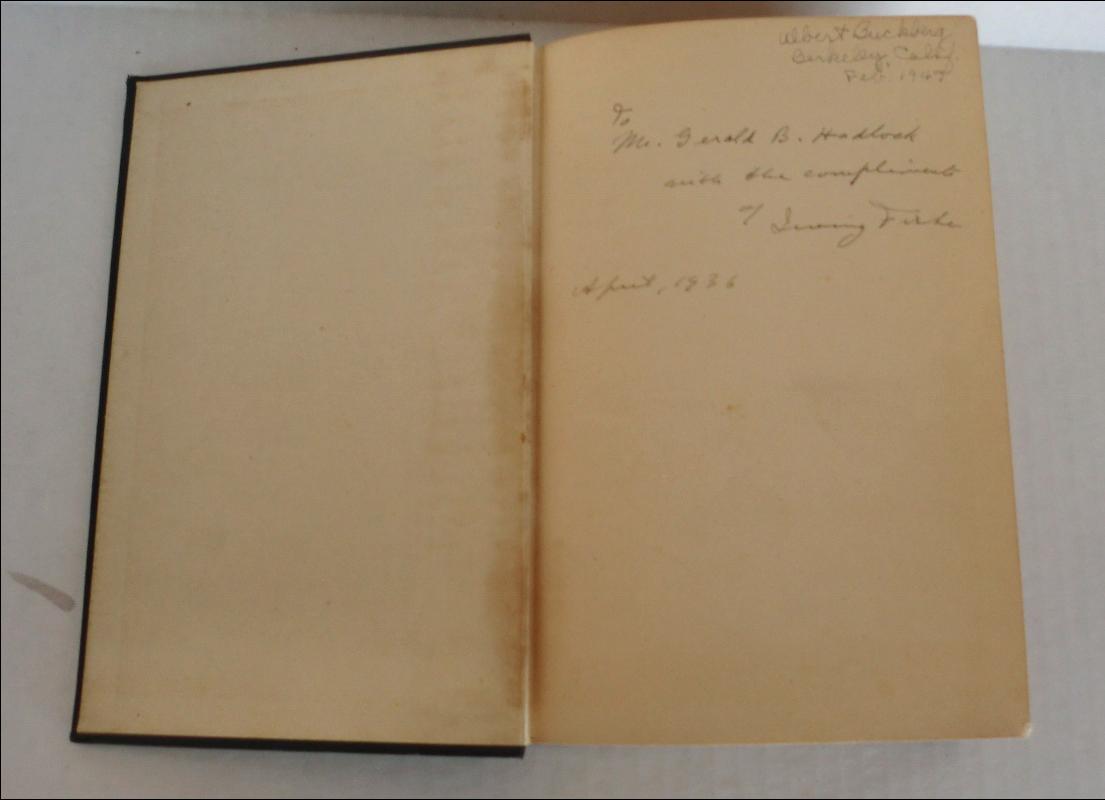 Albert Buckberg
Berkeley, Calif.
Feb. 1947
To
Mr. Gerald B. Hadlock
with the compliments
of Irving Fisher
April, 1936